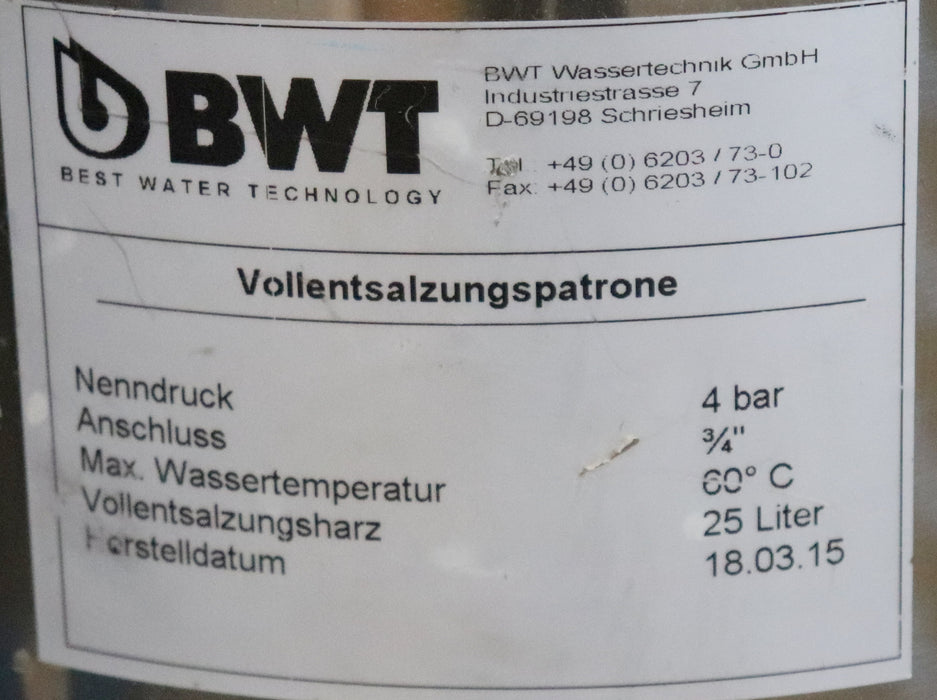 BWT
BEST WATER TECHNOLOGY
BWT Wassertechnik GmbH
Industriestrasse 7
D-69198 Schriesheim
Tel.: +49 (0) 6203 / 73-0
Fax: +49 (0) 6203 / 73-102
Vollentsalzungspatrone
Nenndruck 4 bar
Anschluss ¾"
Max. Wassertemperatur 60° C
Vollentsalzungsharz 25 Liter
Herstelldatum 18.03.15